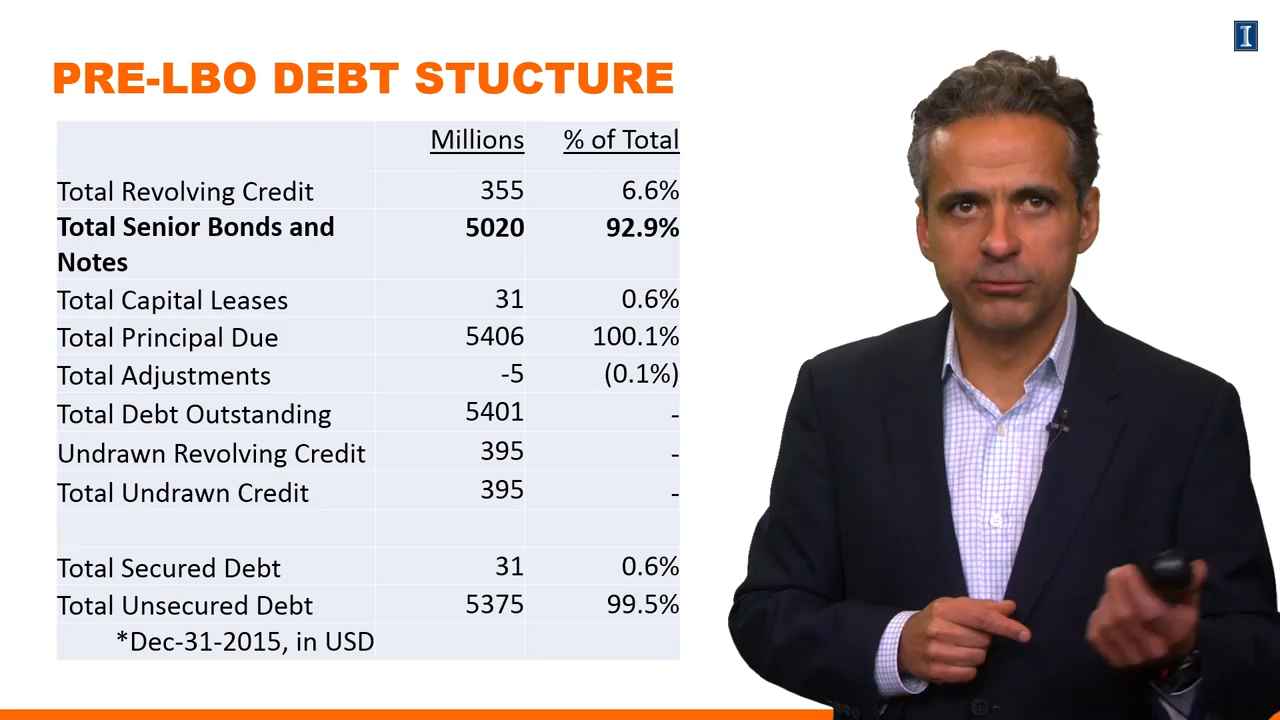 PRE-LBO DEBT STUCTURE
Millions % of Total
Total Revolving Credit 355 6.6%
Total Senior Bonds and 5020 92.9%
Notes
Total Capital Leases 31 0.6%
Total Principal Due 5406 100.1%
Total Adjustments -5 (0.1%)
Total Debt Outstanding 5401 -
Undrawn Revolving Credit 395 -
Total Undrawn Credit 395 -
Total Secured Debt 31 0.6%
Total Unsecured Debt 5375 99.5%
*Dec-31-2015, in USD